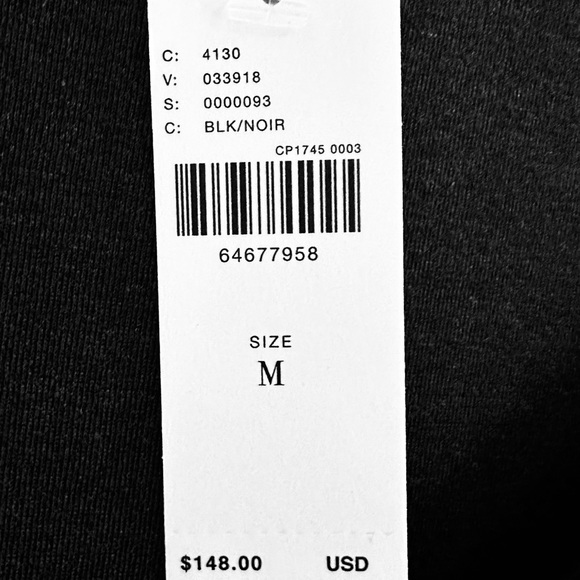 C: 4130
V: 033918
S: 0000093
C: BLK/NOIR
CP1745 0003
64677958
SIZE
M
$148.00 USD